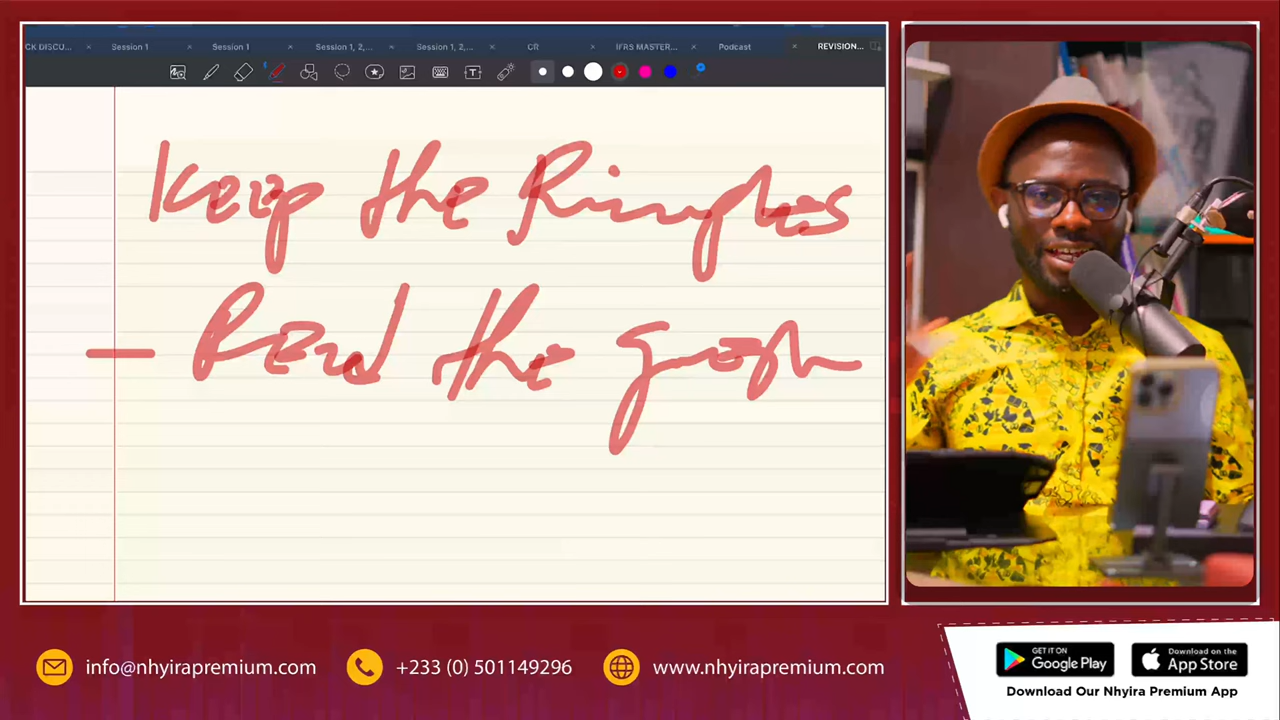 CK DISCU... Session 1 Session 1 Session 1, 2,... Session 1, 2,... CR IFRS MASTER... Podcast REVISION...
Keep the
– Read the
info@nhyirapremium.com +233 (0) 501149296 www.nhyirapremium.com
GET IT ON Google Play Download on the App Store
Download Our Nhyira Premium App